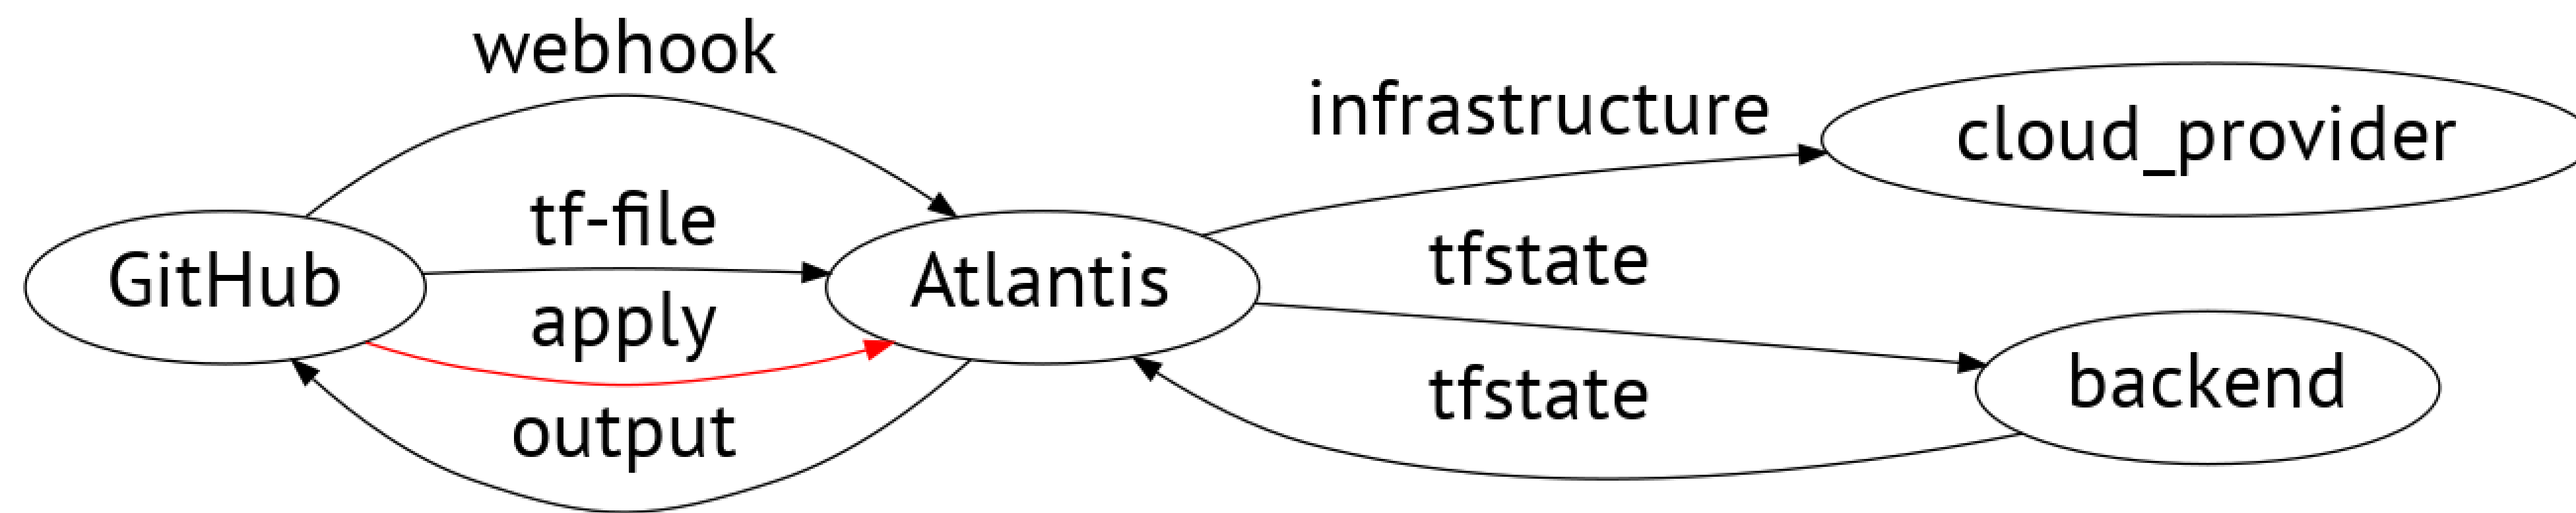 webhook
infrastructure
cloud_provider
tf-file
tfstate
GitHub
Atlantis
apply
tfstate
backend
output